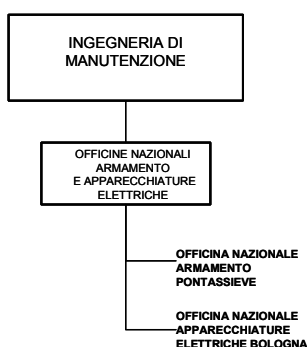 INGEGNERIA DI
MANUTENZIONE
OFFICINE NAZIONALI
ARMAMENTO
E APPARECCHIATURE
ELETTRICHE
OFFICINA NAZIONALE
ARMAMENTO
PONTASSIEVE
OFFICINA NAZIONALE
APPARECCHIATURE
ELETTRICHE BOLOGNA